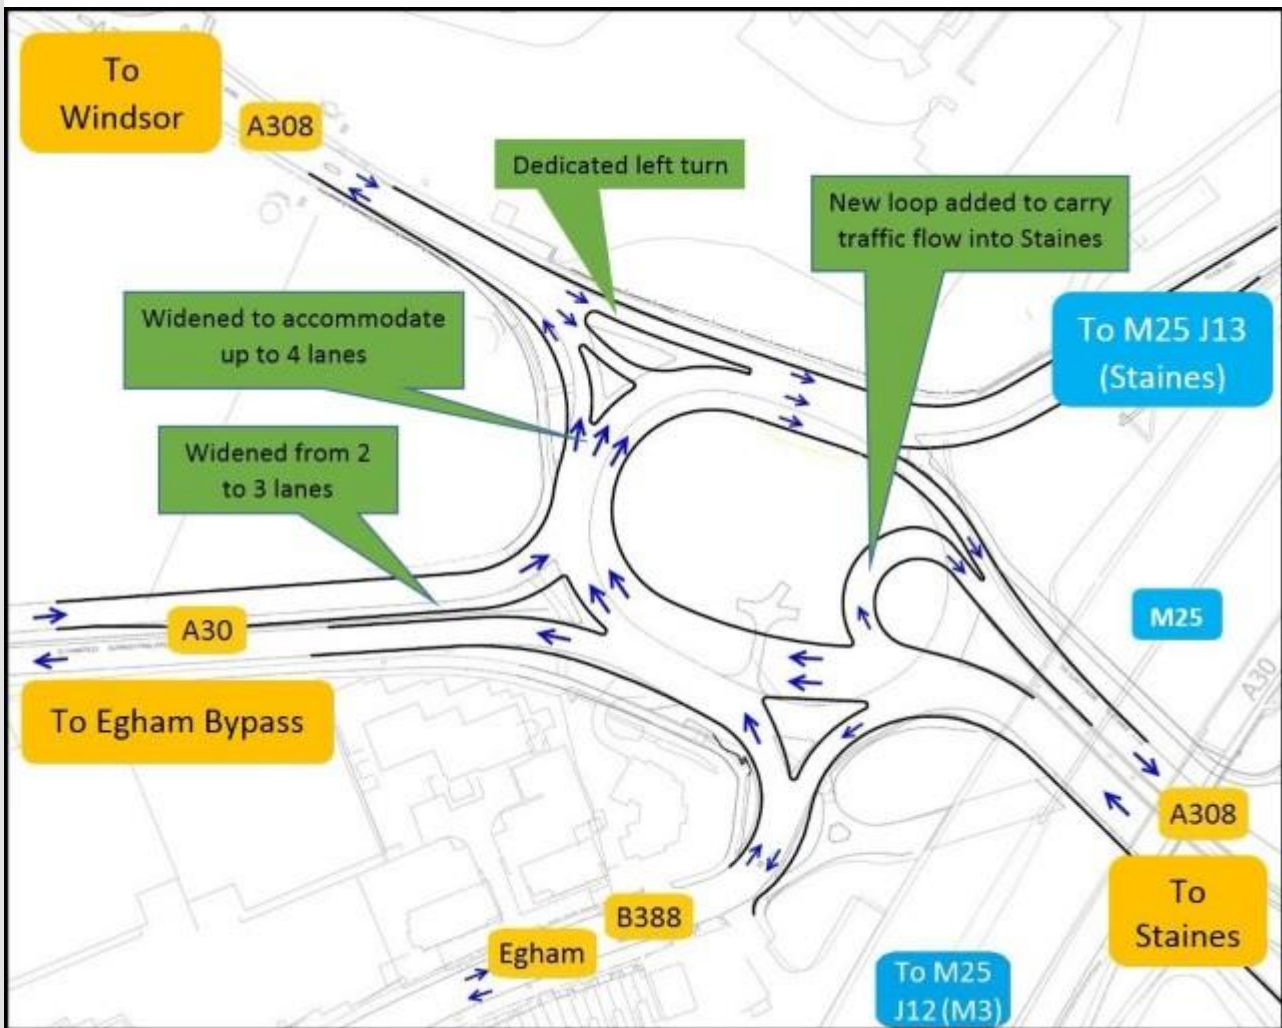 To
Windsor
A308
Dedicated left turn
New loop added to carry
traffic flow into Staines
Widened to accommodate
up to 4 lanes
To M25 J13
(Staines)
Widened from 2
to 3 lanes
M25
A30
A30
To Egham Bypass
A308
To
Staines
B388
Egham
To M25
J12 (M3)